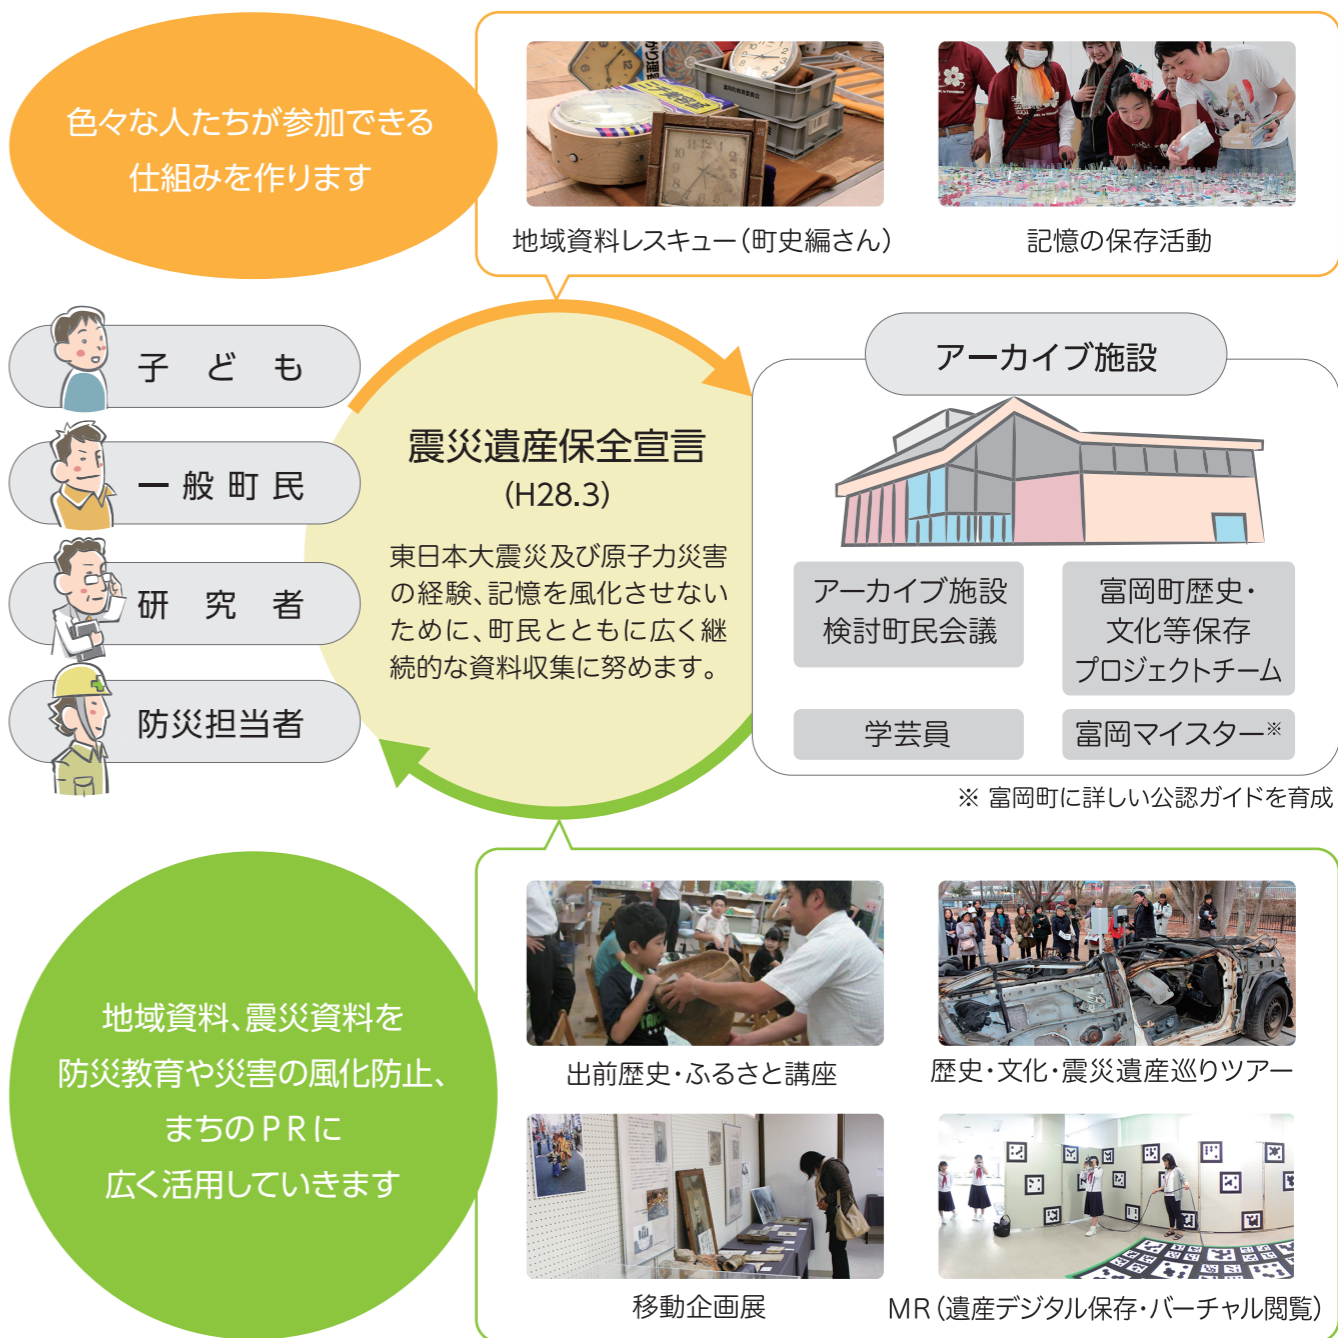 色々な人たちが参加できる
仕組みを作ります
地域資料レスキュー（町史編さん）
記憶の保存活動
子ども
一般町民
研究者
防災担当者
震災遺産保全宣言
(H28.3)
東日本大震災及び原子力災害
の経験、記憶を風化させない
ために、町民とともに広く継
続的な資料収集に努めます。
アーカイブ施設
アーカイブ施設
検討町民会議
富岡町歴史・
文化等保存
プロジェクトチーム
学芸員
富岡マイスター※
※ 富岡町に詳しい公認ガイドを育成
地域資料、震災資料を
防災教育や災害の風化防止、
まちのＰＲに
広く活用していきます
出前歴史・ふるさと講座
歴史・文化・震災遺産巡りツアー
移動企画展
MR（遺産デジタル保存・バーチャル閲覧）